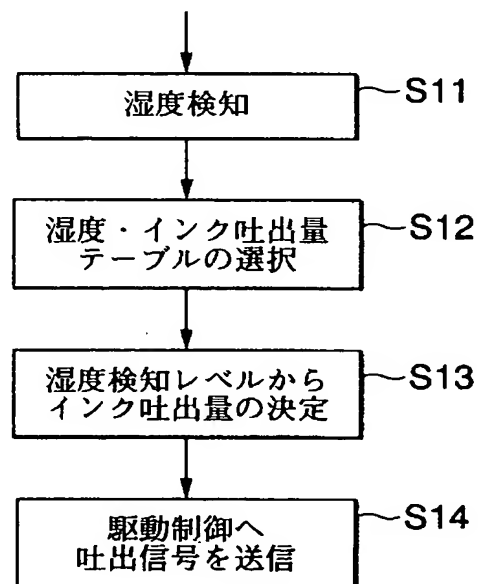 湿度検知
S11
湿度・インク吐出量
テーブルの選択
S12
湿度検知レベルから
インク吐出量の決定
S13
駆動制御へ
吐出信号を送信
S14